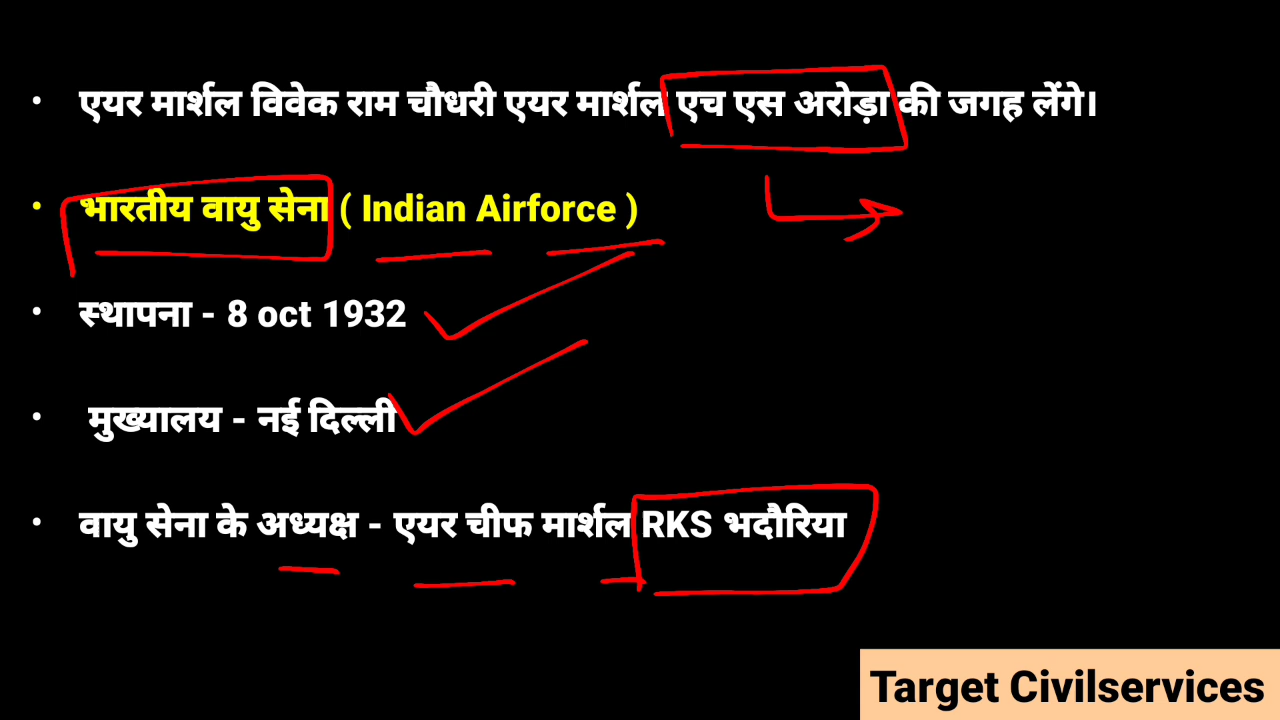 • एयर मार्शल विवेक राम चौधरी एयर मार्शल एच एस अरोड़ा की जगह लेंगे।
• भारतीय वायु सेना ( Indian Airforce )
• स्थापना - 8 oct 1932
• मुख्यालय - नई दिल्ली
• वायु सेना के अध्यक्ष - एयर चीफ मार्शल RKS भदौरिया
Target Civilservices